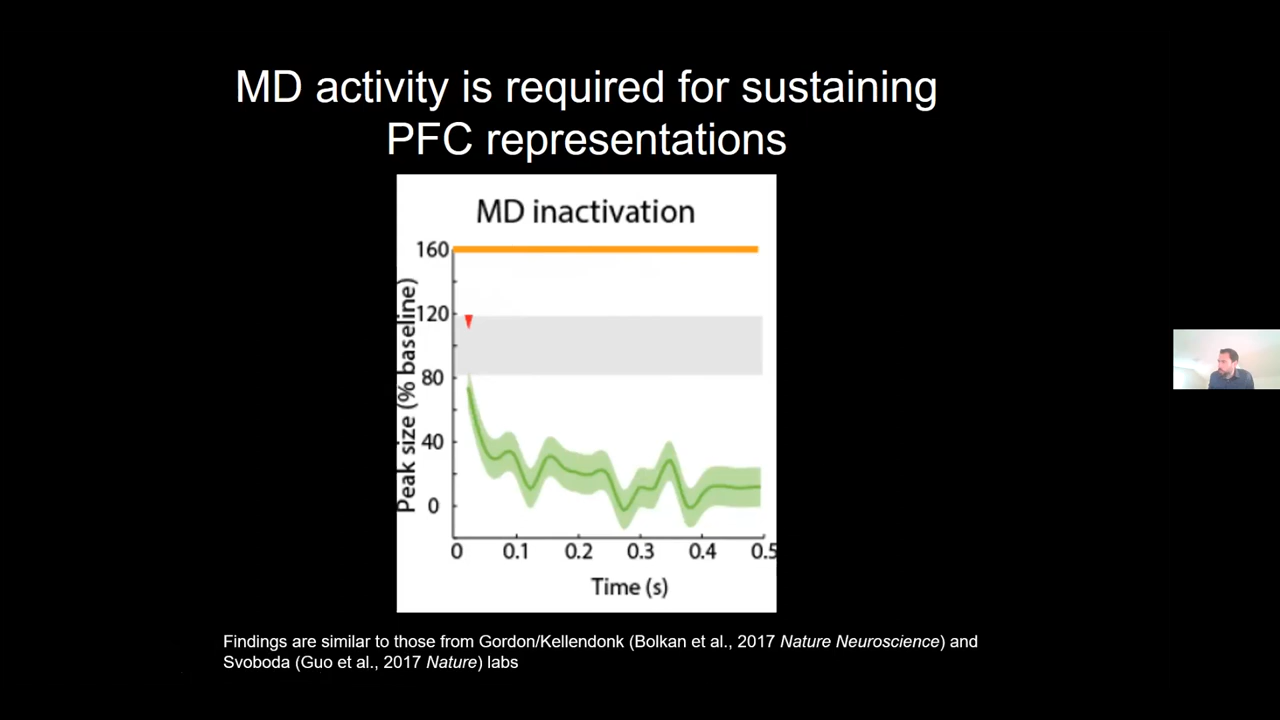 MD activity is required for sustaining
PFC representations
MD inactivation
160
120
80
40
0
Peak size (% baseline)
0 0.1 0.2 0.3 0.4 0.5
Time (s)
Findings are similar to those from Gordon/Kellendonk (Bolkan et al., 2017 Nature Neuroscience) and
Svoboda (Guo et al., 2017 Nature) labs